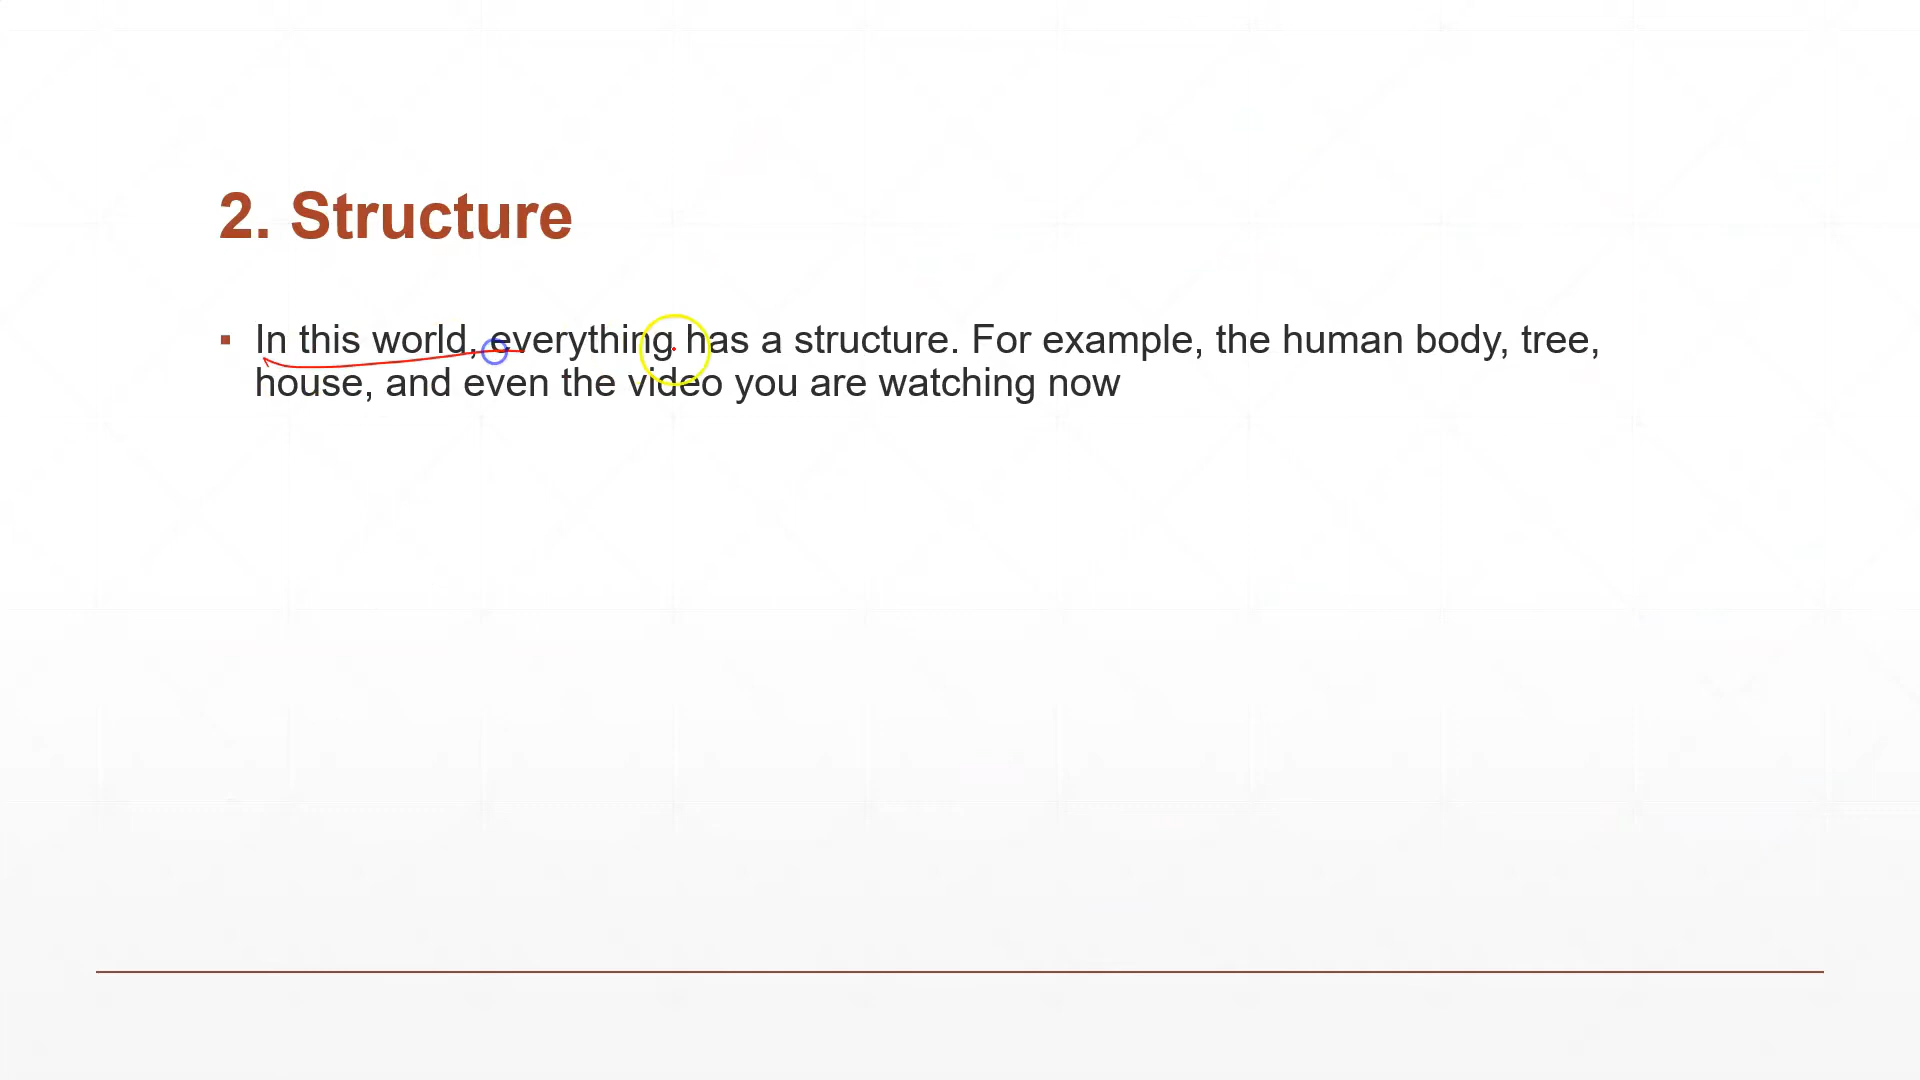 2. Structure
▪ In this world, everything has a structure. For example, the human body, tree,
house, and even the video you are watching now